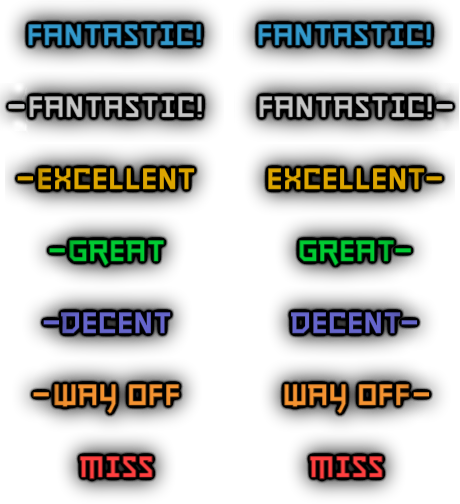 FANTASTIC! FANTASTIC!
-FANTASTIC! FANTASTIC!-
-EXCELLENT EXCELLENT-
-GREAT GREAT-
-DECENT DECENT-
-WAY OFF WAY OFF-
MISS MISS